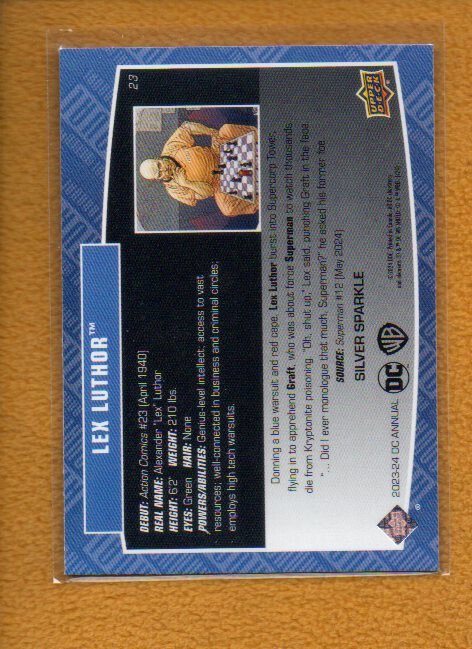 23
LEX LUTHOR™
DEBUT: Action Comics #23 (April 1940)
REAL NAME: Alexander "Lex" Luthor
HEIGHT: 6'2" WEIGHT: 210 lbs.
EYES: Green HAIR: None
POWERS/ABILITIES: Genius-level intellect; access to vast
resources; well-connected in business and criminal circles;
employs high tech warsuits.
Donning a blue warsuit and red cape, Lex Luthor burst into Supercorp Tower,
flying in to apprehend Graft, who was about force Superman to watch thousands
die from Kryptonite poisoning. "Oh, shut up," Lex said, punching Graft in the face.
"... Did I ever monologue that much, Superman?" he asked his former foe.
SOURCE: Superman #12 (May 2024)
SILVER SPARKLE
2023-24 DC ANNUAL
DC
WB
UPPER
DECK
®